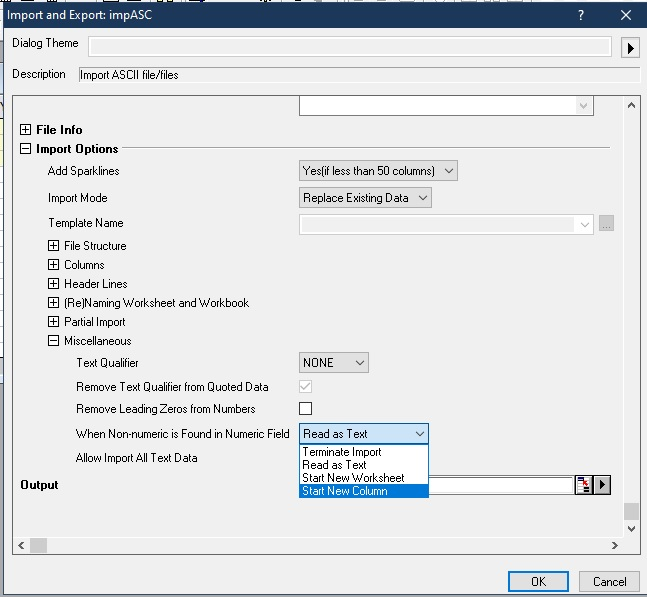 Import and Export: impASC ?
Dialog Theme
Description Import ASCII file/files
File Info
Import Options
Add Sparklines Yes(if less than 50 columns)
Import Mode Replace Existing Data
Template Name ...
File Structure
Columns
Header Lines
(Re)Naming Worksheet and Workbook
Partial Import
Miscellaneous
Text Qualifier NONE
Remove Text Qualifier from Quoted Data
Remove Leading Zeros from Numbers
When Non-numeric is Found in Numeric Field Read as Text
Terminate Import
Allow Import All Text Data Read as Text
Start New Worksheet
Output Start New Column
OK Cancel